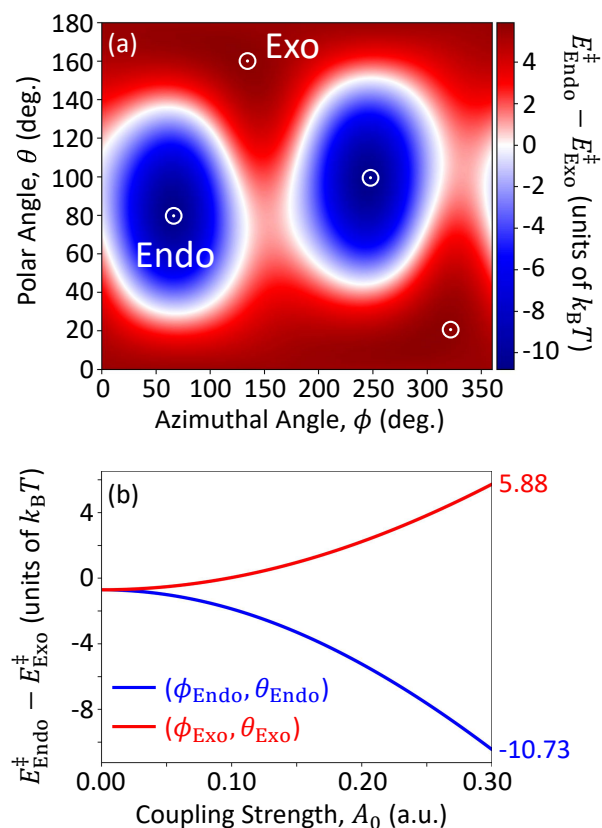 (a)
Exo
Endo
180
160
140
120
100
80
60
40
20
0
Polar Angle, θ (deg.)
0 50 100 150 200 250 300 350
Azimuthal Angle, ϕ (deg.)
4
2
0
-2
-4
-6
-8
-10
E‡Endo − E‡Exo (units of kBT)
(b)
5.88
4
0
-4
-8
E‡Endo − E‡Exo (units of kBT)
(ϕEndo, θEndo)
(ϕExo, θExo)
-10.73
0.00 0.10 0.20 0.30
Coupling Strength, A0 (a.u.)